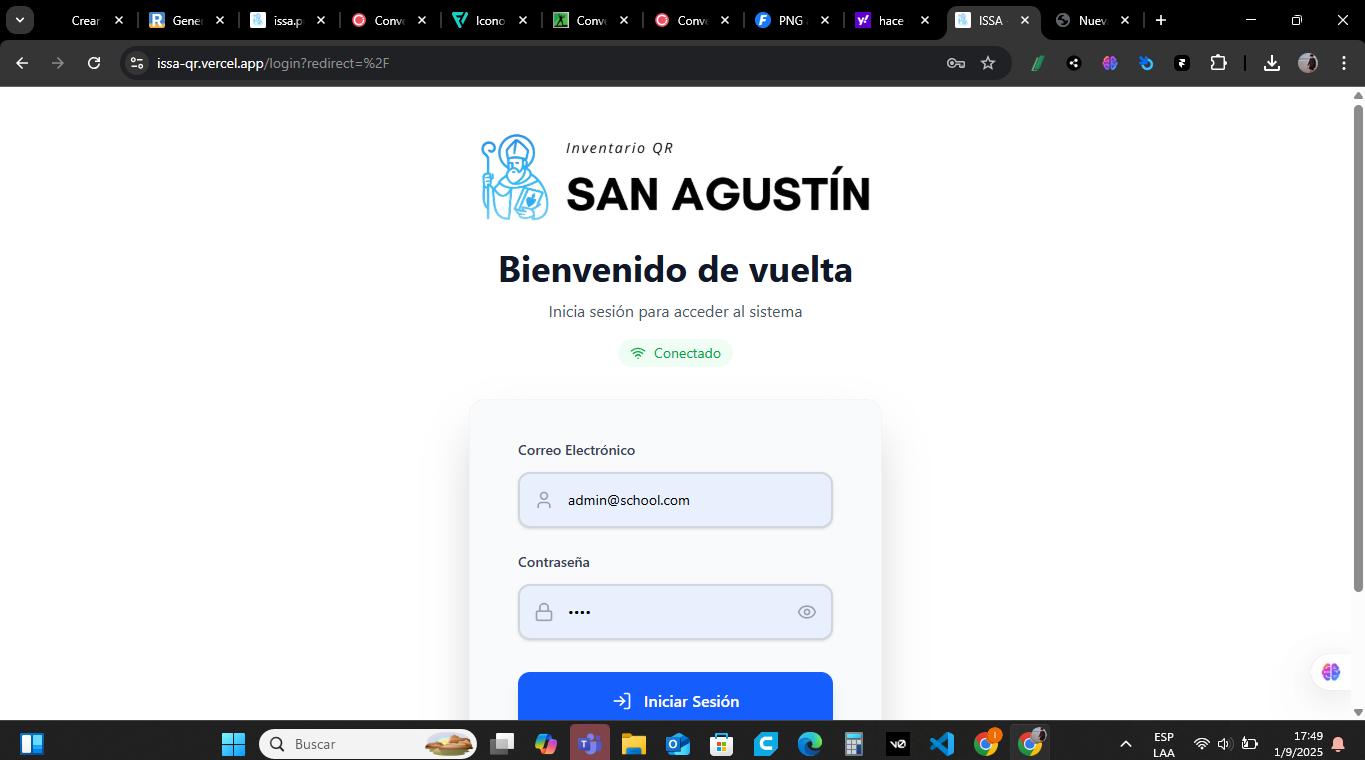 Crear
Gene
issa.p
Conv
Icono
Conve
Conv
PNG
hace
ISSA
Nuev
issa-qr.vercel.app/login?redirect=%2F
Inventario QR
SAN AGUSTÍN
Bienvenido de vuelta
Inicia sesión para acceder al sistema
Conectado
Correo Electrónico
admin@school.com
Contraseña
••••
Iniciar Sesión
Buscar
ESP
LAA
17:49
1/9/2025